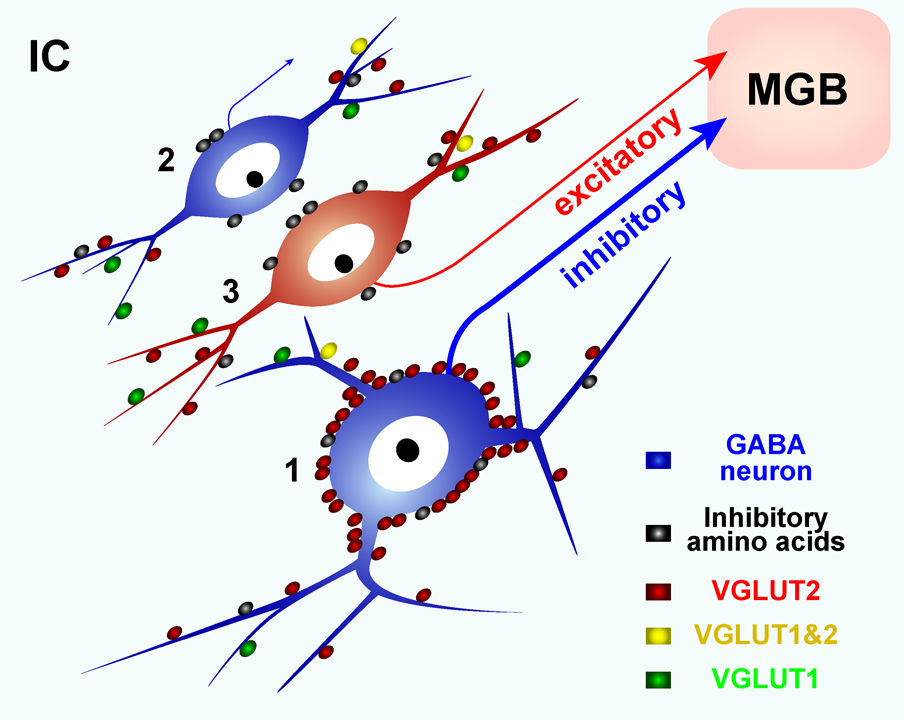 IC
MGB
2
excitatory
inhibitory
3
1
GABA
neuron
Inhibitory
amino acids
VGLUT2
VGLUT1&2
VGLUT1